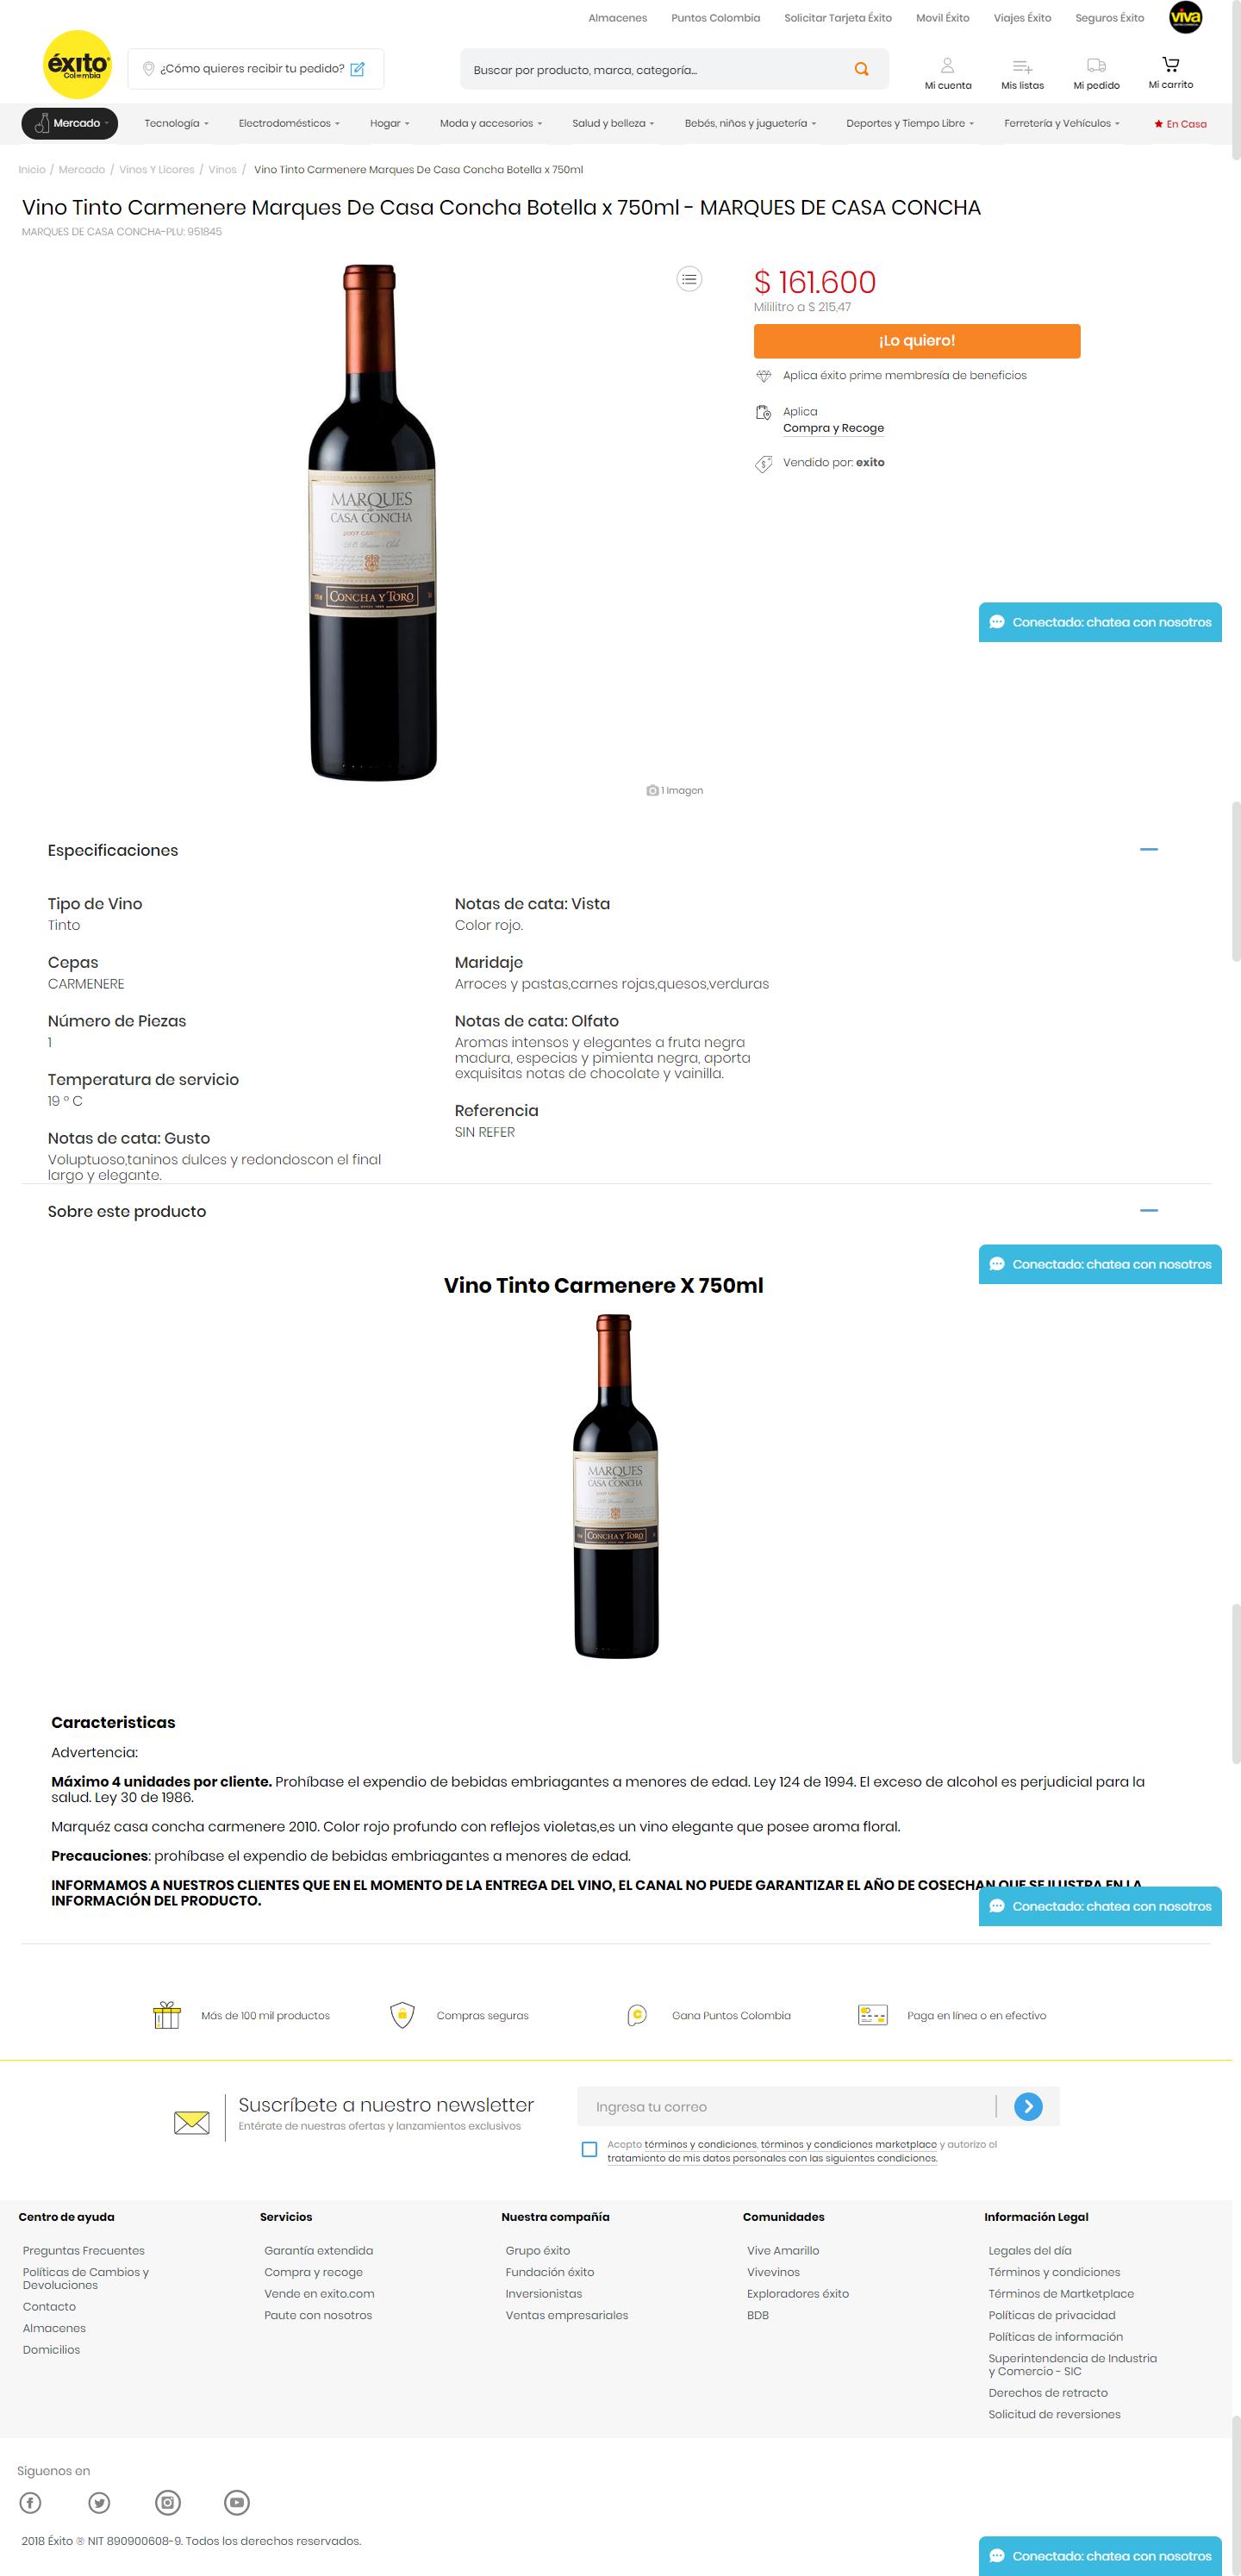 Almacenes Puntos Colombia Solicitar Tarjeta Éxito Movil Éxito Viajes Éxito Seguros Éxito viva
éxito
Colombia
¿Cómo quieres recibir tu pedido?
Buscar por producto, marca, categoría...
Mi cuenta Mis listas Mi pedido Mi carrito
Mercado Tecnología Electrodomésticos Hogar Moda y accesorios Salud y belleza Bebés, niños y juguetería Deportes y Tiempo Libre Ferretería y Vehículos En Casa
Inicio / Mercado / Vinos Y Licores / Vinos / Vino Tinto Carmenere Marques De Casa Concha Botella x 750ml
Vino Tinto Carmenere Marques De Casa Concha Botella x 750ml - MARQUES DE CASA CONCHA
MARQUES DE CASA CONCHA-PLU: 951845
MARQUES
de
CASA CONCHA
CONCHA Y TORO
$ 161.600
Mililitro a $ 215,47
¡Lo quiero!
Aplica éxito prime membresía de beneficios
Aplica
Compra y Recoge
Vendido por: exito
Conectado: chatea con nosotros
1 Imagen
Especificaciones
Tipo de Vino
Tinto
Cepas
CARMENERE
Número de Piezas
1
Temperatura de servicio
19 º C
Notas de cata: Gusto
Voluptuoso,taninos dulces y redondoscon el final
largo y elegante.
Notas de cata: Vista
Color rojo.
Maridaje
Arroces y pastas,carnes rojas,quesos,verduras
Notas de cata: Olfato
Aromas intensos y elegantes a fruta negra
madura, especias y pimienta negra, aporta
exquisitas notas de chocolate y vainilla.
Referencia
SIN REFER
Sobre este producto
Conectado: chatea con nosotros
Vino Tinto Carmenere X 750ml
MARQUES
de
CASA CONCHA
CONCHA Y TORO
Caracteristicas
Advertencia:
Máximo 4 unidades por cliente. Prohíbase el expendio de bebidas embriagantes a menores de edad. Ley 124 de 1994. El exceso de alcohol es perjudicial para la
salud. Ley 30 de 1986.
Marquéz casa concha carmenere 2010. Color rojo profundo con reflejos violetas,es un vino elegante que posee aroma floral.
Precauciones: prohíbase el expendio de bebidas embriagantes a menores de edad.
INFORMAMOS A NUESTROS CLIENTES QUE EN EL MOMENTO DE LA ENTREGA DEL VINO, EL CANAL NO PUEDE GARANTIZAR EL AÑO DE COSECHAN QUE SE ILUSTRA EN LA
INFORMACIÓN DEL PRODUCTO.
Conectado: chatea con nosotros
Más de 100 mil productos Compras seguras Gana Puntos Colombia Paga en línea o en efectivo
Suscríbete a nuestro newsletter
Entérate de nuestras ofertas y lanzamientos exclusivos
Ingresa tu correo
Acepto términos y condiciones, términos y condiciones marketplace y autorizo el
tratamiento de mis datos personales con las siguientes condiciones.
Centro de ayuda
Preguntas Frecuentes
Políticas de Cambios y
Devoluciones
Contacto
Almacenes
Domicilios
Servicios
Garantía extendida
Compra y recoge
Vende en exito.com
Paute con nosotros
Nuestra compañía
Grupo éxito
Fundación éxito
Inversionistas
Ventas empresariales
Comunidades
Vive Amarillo
Vivevinos
Exploradores éxito
BDB
Información Legal
Legales del día
Términos y condiciones
Términos de Martketplace
Políticas de privacidad
Políticas de información
Superintendencia de Industria
y Comercio - SIC
Derechos de retracto
Solicitud de reversiones
Siguenos en
2018 Éxito ® NIT 890900608-9. Todos los derechos reservados.
Conectado: chatea con nosotros